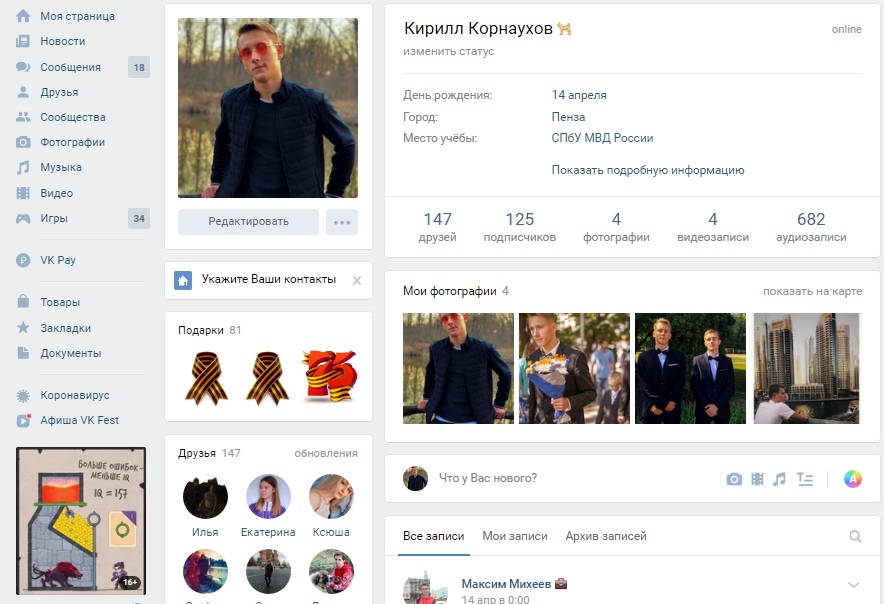 Моя страница
Новости
Сообщения 18
Друзья
Сообщества
Фотографии
Музыка
Видео
Игры 34
VK Pay
Товары
Закладки
Документы
Коронавирус
Афиша VK Fest
БОЛЬШЕ ОШИБОК-
МЕНЬШЕ IQ
IQ = 157
16+
Редактировать
Укажите Ваши контакты
Подарки 81
75
Друзья 147 обновления
Илья Екатерина Ксюша
Кирилл Корнаухов online
изменить статус
День рождения: 14 апреля
Город: Пенза
Место учёбы: СПбУ МВД России
Показать подробную информацию
147 125 4 4 682
друзей подписчиков фотографии видеозаписи аудиозаписи
Мои фотографии 4 показать на карте
Что у Вас нового?
Все записи Мои записи Архив записей
Максим Михеев
14 апр в 0:00